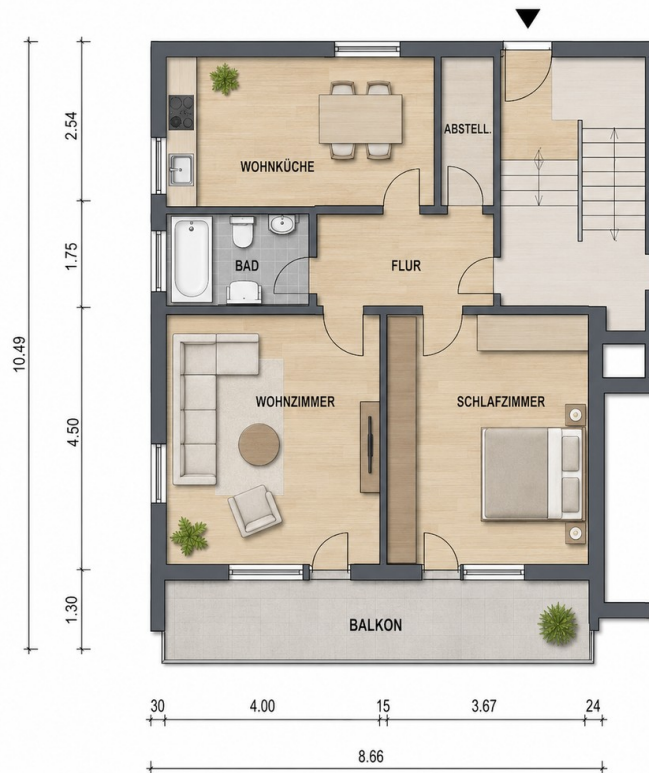 2.54
WOHNKÜCHE
ABSTELL.
1.75
BAD
FLUR
10.49
4.50
WOHNZIMMER
SCHLAFZIMMER
1.30
BALKON
30 4.00 15 3.67 24
8.66